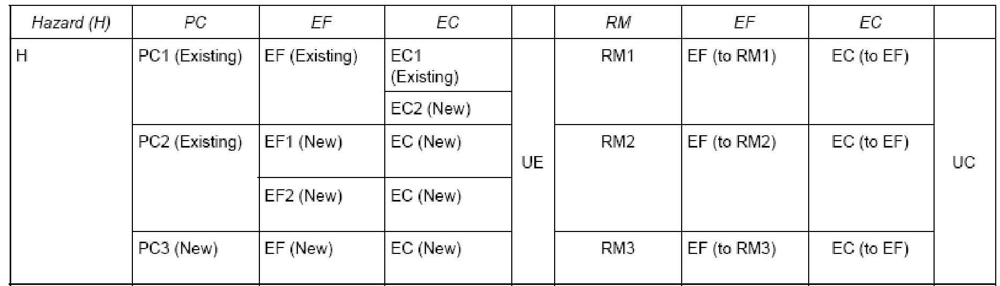 Hazard (H) PC EF EC RM EF EC
H PC1 (Existing) EF (Existing) EC1 RM1 EF (to RM1) EC (to EF)
(Existing)
EC2 (New)
PC2 (Existing) EF1 (New) EC (New) RM2 EF (to RM2) EC (to EF)
UE UC
EF2 (New) EC (New)
PC3 (New) EF (New) EC (New) RM3 EF (to RM3) EC (to EF)